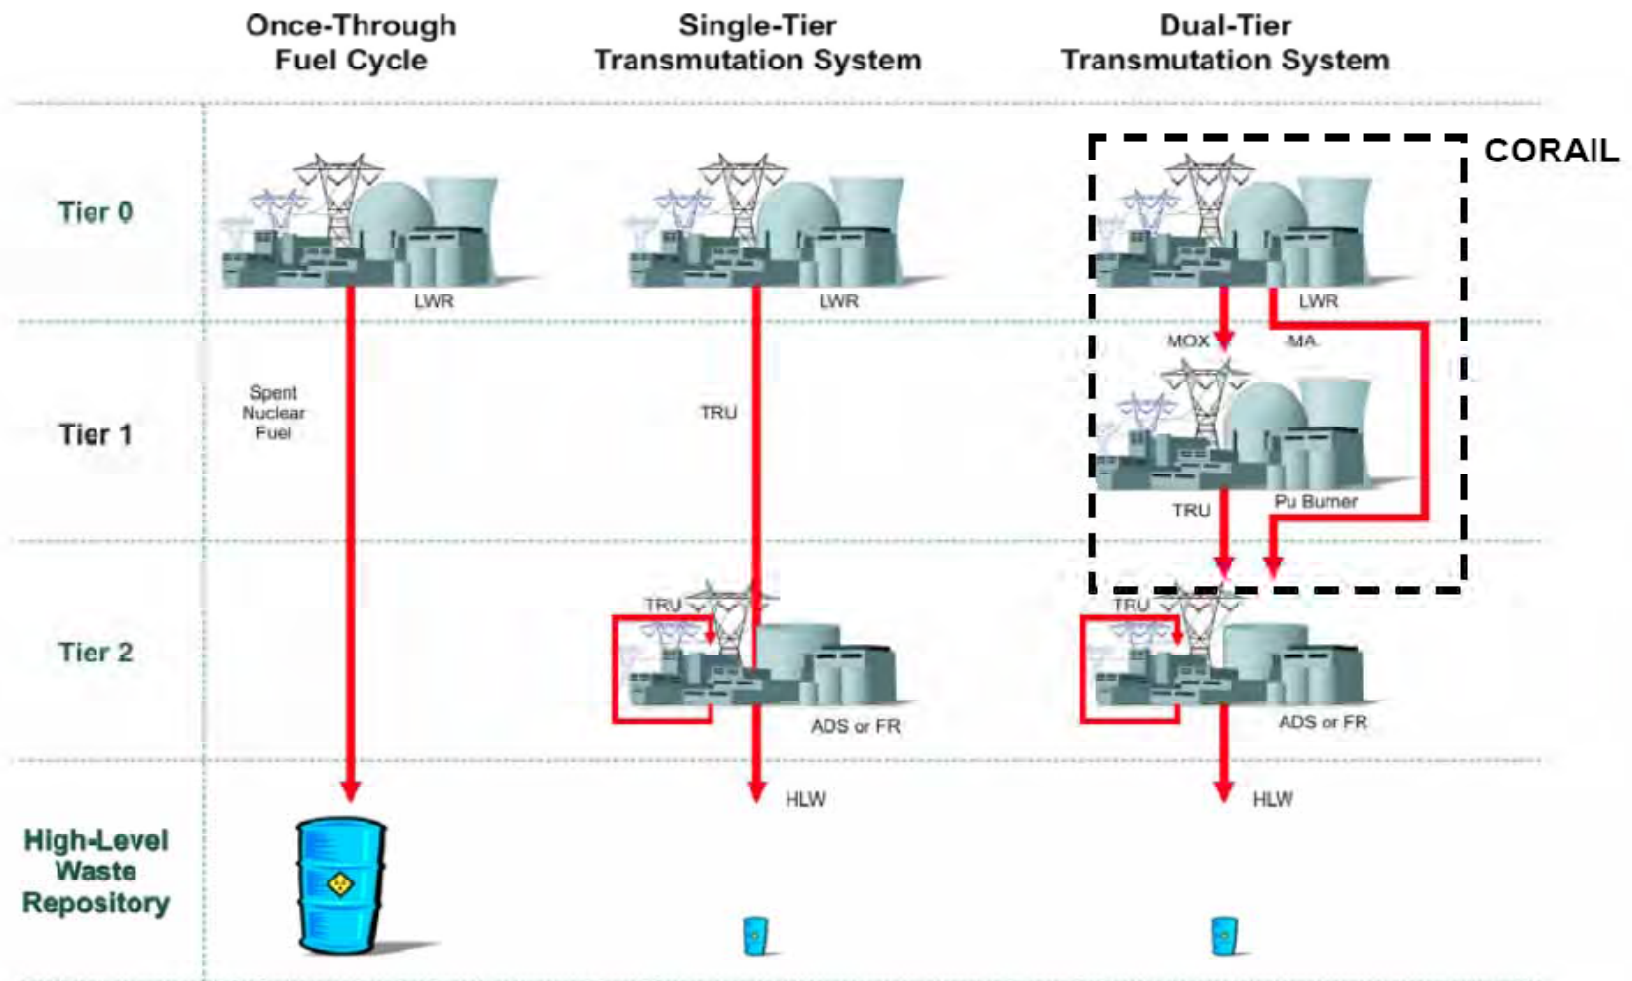 Once-Through
Fuel Cycle
Single-Tier
Transmutation System
Dual-Tier
Transmutation System
CORAIL
Tier 0
LWR
LWR
LWR
MOX
MA
Tier 1
Spent
Nuclear
Fuel
TRU
TRU
Pu Burner
Tier 2
TRU
ADS or FR
TRU
ADS or FR
HLW
HLW
High-Level
Waste
Repository